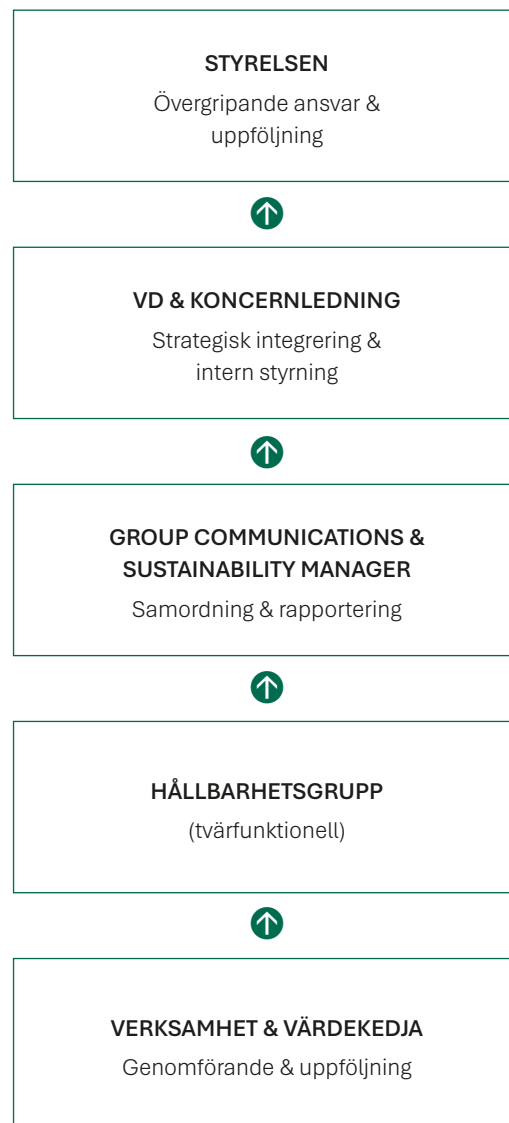 STYRELSEN
Övergripande ansvar &
uppföljning
VD & KONCERNLEDNING
Strategisk integrering &
intern styrning
GROUP COMMUNICATIONS &
SUSTAINABILITY MANAGER
Samordning & rapportering
HÅLLBARHETSGRUPP
(tvärfunktionell)
VERKSAMHET & VÄRDEKEDJA
Genomförande & uppföljning